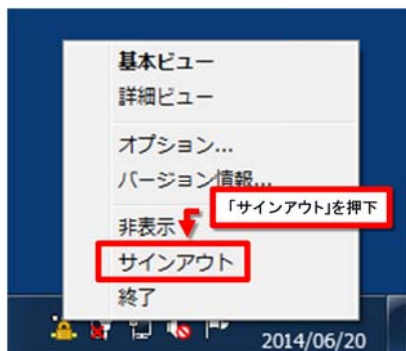 基本ビュー
詳細ビュー
オプション...
バージョン情報...
「サインアウト」を押下
非表示
サインアウト
終了
2014/06/20